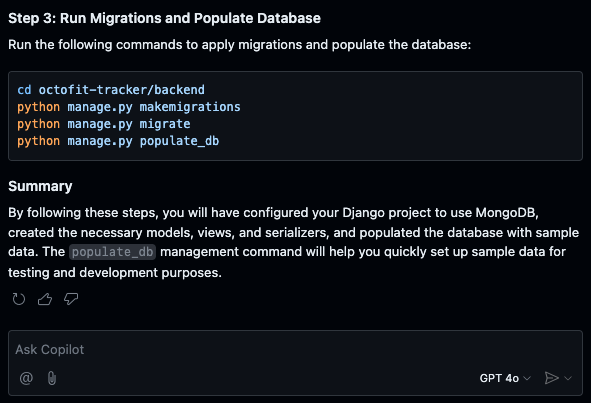 Step 3: Run Migrations and Populate Database
Run the following commands to apply migrations and populate the database:
cd octofit-tracker/backend
python manage.py makemigrations
python manage.py migrate
python manage.py populate_db
Summary
By following these steps, you will have configured your Django project to use MongoDB,
created the necessary models, views, and serializers, and populated the database with sample
data. The populate_db management command will help you quickly set up sample data for
testing and development purposes.
Ask Copilot
@ GPT 4o